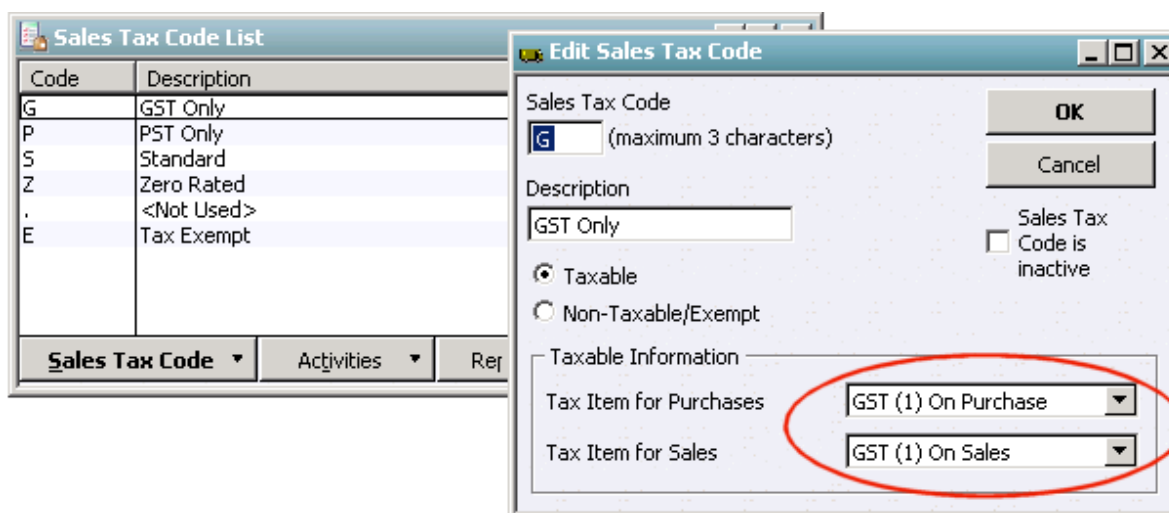 Sales Tax Code List
Code Description
G GST Only
P PST Only
S Standard
Z Zero Rated
. <Not Used>
E Tax Exempt
Sales Tax Code Activities
Edit Sales Tax Code
Sales Tax Code
G (maximum 3 characters)
OK
Cancel
Description
GST Only
Sales Tax
Code is
inactive
Taxable
Non-Taxable/Exempt
Taxable Information
Tax Item for Purchases GST (1) On Purchase
Tax Item for Sales GST (1) On Sales